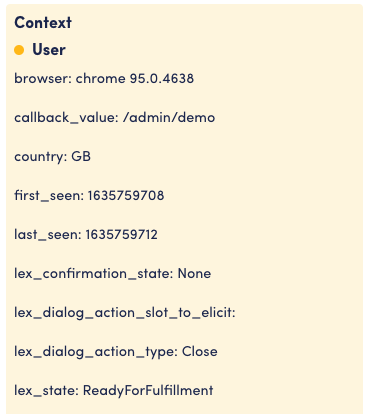 Context
User
browser: chrome 95.0.4638
callback_value: /admin/demo
country: GB
first_seen: 1635759708
last_seen: 1635759712
lex_confirmation_state: None
lex_dialog_action_slot_to_elicit:
lex_dialog_action_type: Close
lex_state: ReadyForFulfillment